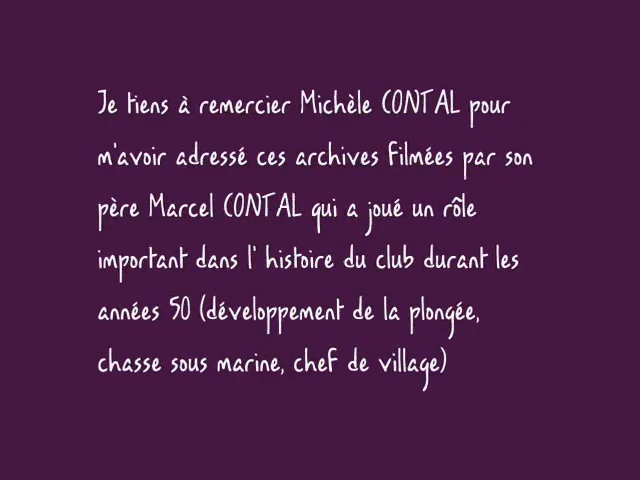 Je tiens à remercier Michèle CONTAL pour
m'avoir adressé ces archives filmées par son
père Marcel CONTAL qui a joué un rôle
important dans l' histoire du club durant les
années 50 (développement de la plongée,
chasse sous marine, chef de village)